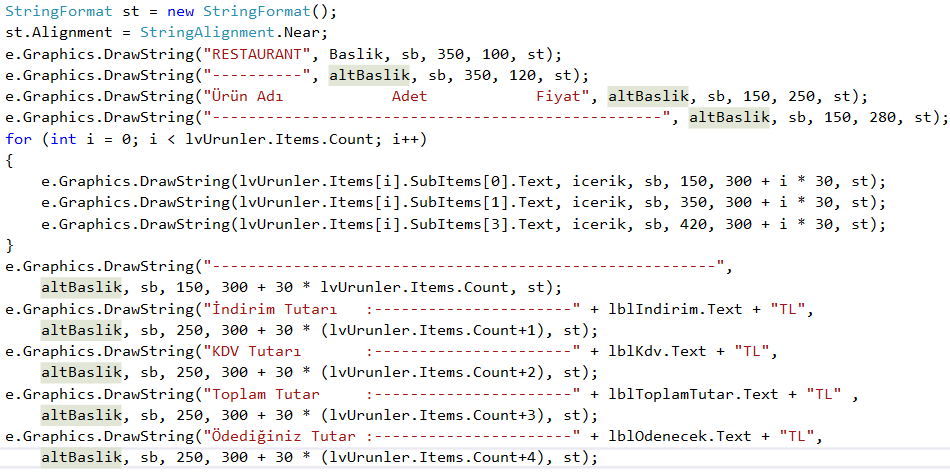 StringFormat st = new StringFormat();
st.Alignment = StringAlignment.Near;
e.Graphics.DrawString("RESTAURANT", Baslik, sb, 350, 100, st);
e.Graphics.DrawString("----------", altBaslik, sb, 350, 120, st);
e.Graphics.DrawString("Ürün Adı            Adet            Fiyat", altBaslik, sb, 150, 250, st);
e.Graphics.DrawString("--------------------------------------------------", altBaslik, sb, 150, 280, st);
for (int i = 0; i < lvUrunler.Items.Count; i++)
{
    e.Graphics.DrawString(lvUrunler.Items[i].SubItems[0].Text, icerik, sb, 150, 300 + i * 30, st);
    e.Graphics.DrawString(lvUrunler.Items[i].SubItems[1].Text, icerik, sb, 350, 300 + i * 30, st);
    e.Graphics.DrawString(lvUrunler.Items[i].SubItems[3].Text, icerik, sb, 420, 300 + i * 30, st);
}
e.Graphics.DrawString("--------------------------------------------------------",
    altBaslik, sb, 150, 300 + 30 * lvUrunler.Items.Count, st);
e.Graphics.DrawString("İndirim Tutarı   :----------------------" + lblIndirim.Text + "TL",
    altBaslik, sb, 250, 300 + 30 * (lvUrunler.Items.Count+1), st);
e.Graphics.DrawString("KDV Tutarı       :----------------------" + lblKdv.Text + "TL",
    altBaslik, sb, 250, 300 + 30 * (lvUrunler.Items.Count+2), st);
e.Graphics.DrawString("Toplam Tutar     :----------------------" + lblToplamTutar.Text + "TL" ,
    altBaslik, sb, 250, 300 + 30 * (lvUrunler.Items.Count+3), st);
e.Graphics.DrawString("Ödediğiniz Tutar :----------------------" + lblOdenecek.Text + "TL",
    altBaslik, sb, 250, 300 + 30 * (lvUrunler.Items.Count+4), st);